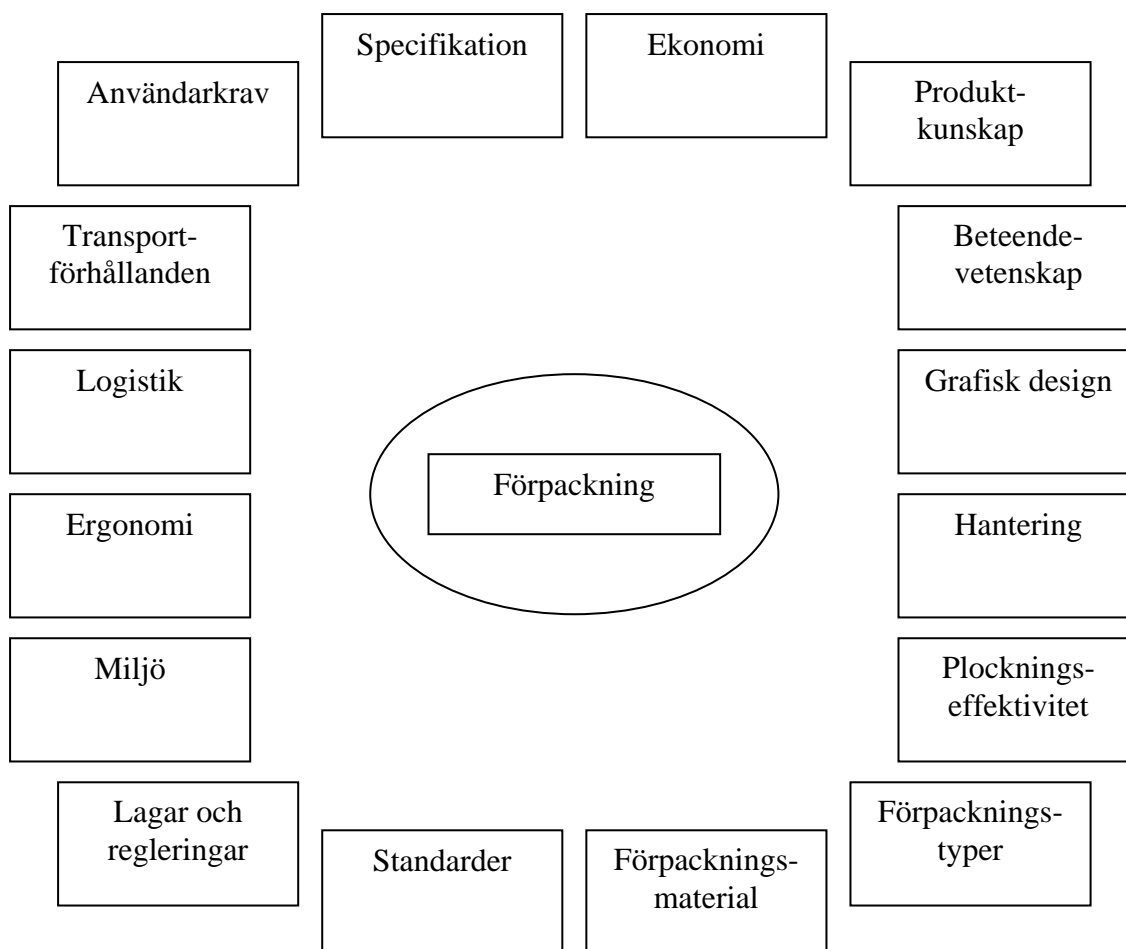 Specifikation
Ekonomi
Användarkrav
Produkt-
kunskap
Transport-
förhållanden
Beteende-
vetenskap
Logistik
Grafisk design
Förpackning
Ergonomi
Hantering
Miljö
Plocknings-
effektivitet
Lagar och
regleringar
Förpacknings-
typer
Standarder
Förpacknings-
material